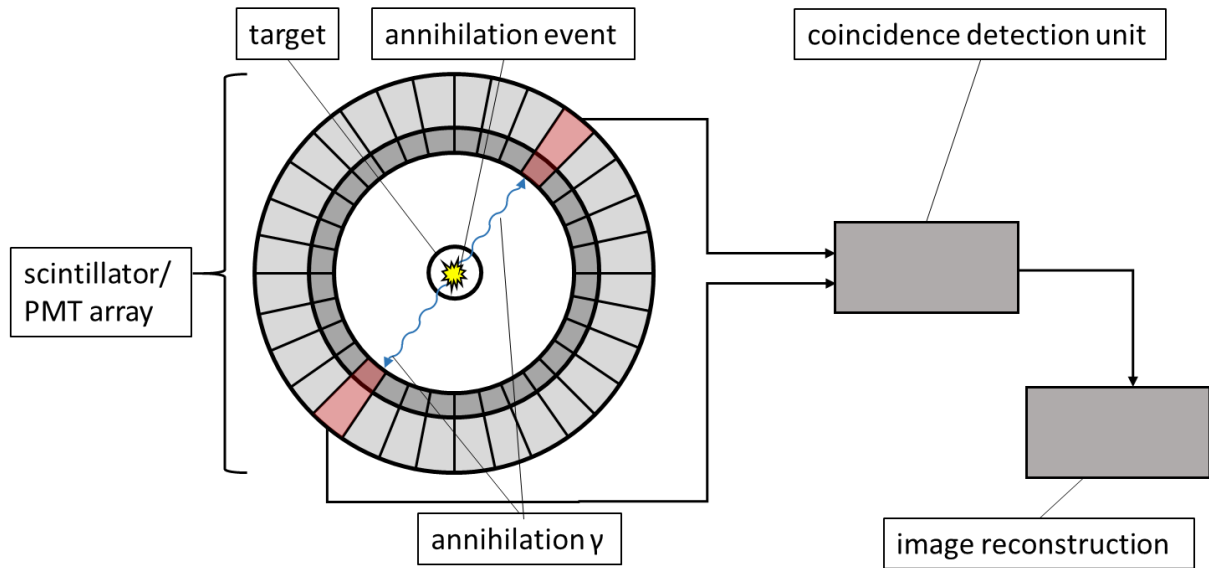 target
annihilation event
coincidence detection unit
scintillator/
PMT array
annihilation γ
image reconstruction